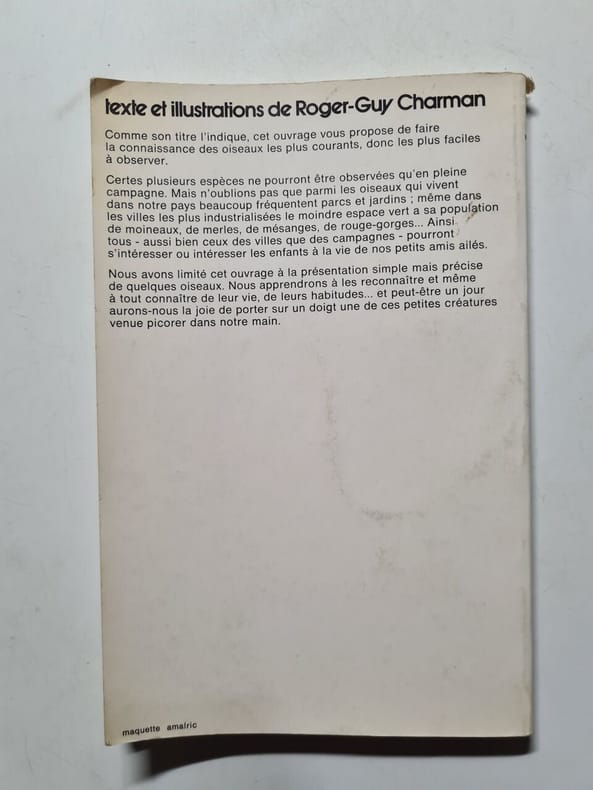 texte et illustrations de Roger-Guy Charman
Comme son titre l'indique, cet ouvrage vous propose de faire
la connaissance des oiseaux les plus courants, donc les plus faciles
à observer.
Certes plusieurs espèces ne pourront être observées qu'en pleine
campagne. Mais n'oublions pas que parmi les oiseaux qui vivent
dans notre pays beaucoup fréquentent parcs et jardins ; même dans
les villes les plus industrialisées le moindre espace vert a sa population
de moineaux, de merles, de mésanges, de rouge-gorges... Ainsi
tous - aussi bien ceux des villes que des campagnes - pourront
s'intéresser ou intéresser les enfants à la vie de nos petits amis ailés.
Nous avons limité cet ouvrage à la présentation simple mais précise
de quelques oiseaux. Nous apprendrons à les reconnaître et même
à tout connaître de leur vie, de leurs habitudes... et peut-être un jour
aurons-nous la joie de porter sur un doigt une de ces petites créatures
venue picorer dans notre main.
maquette amalric